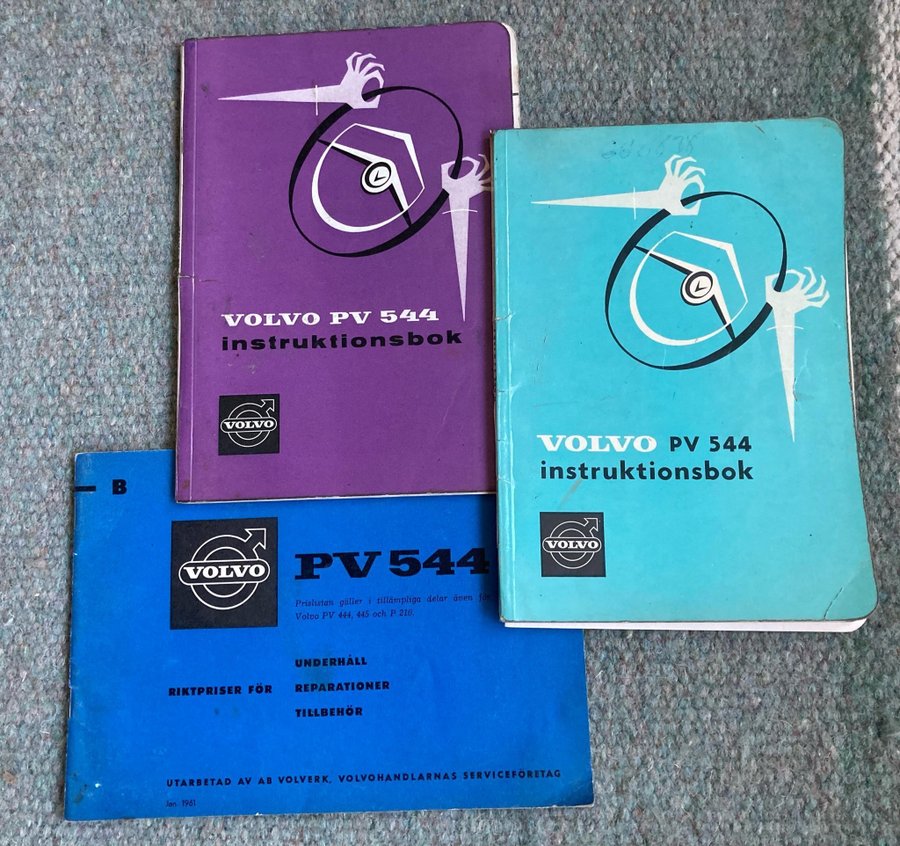 VOLVO PV 544
instruktionsbok
VOLVO
VOLVO PV 544
instruktionsbok
VOLVO
B
VOLVO
PV 544
Prislistan gäller i tillämpliga delar även för
Volvo PV 444, 445 och P 210.
UNDERHÅLL
RIKTPRISER FÖR REPARATIONER
TILLBEHÖR
UTARBETAD AV AB VOLVERK, VOLVOHANDLARNAS SERVICEFÖRETAG
Jan. 1961